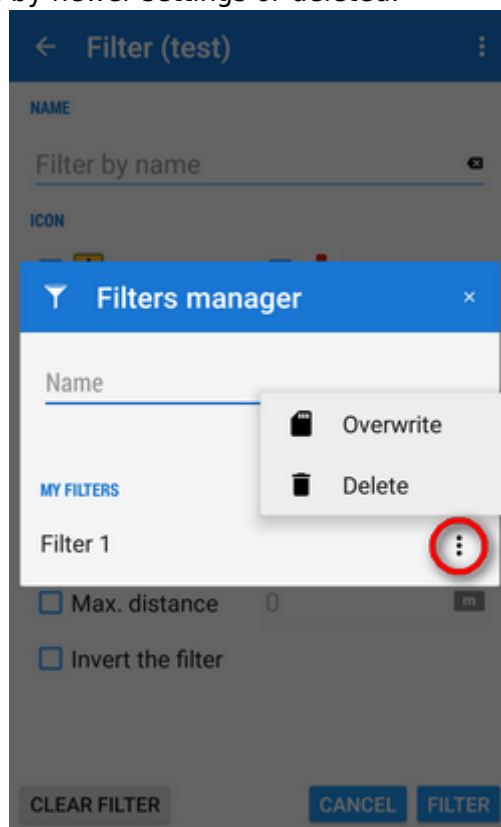 by newer settings or deleted.
Filter (test)
NAME
Filter by name
ICON
Filters manager
Name
Overwrite
Delete
MY FILTERS
Filter 1
Max. distance 0 m
Invert the filter
CLEAR FILTER CANCEL FILTER